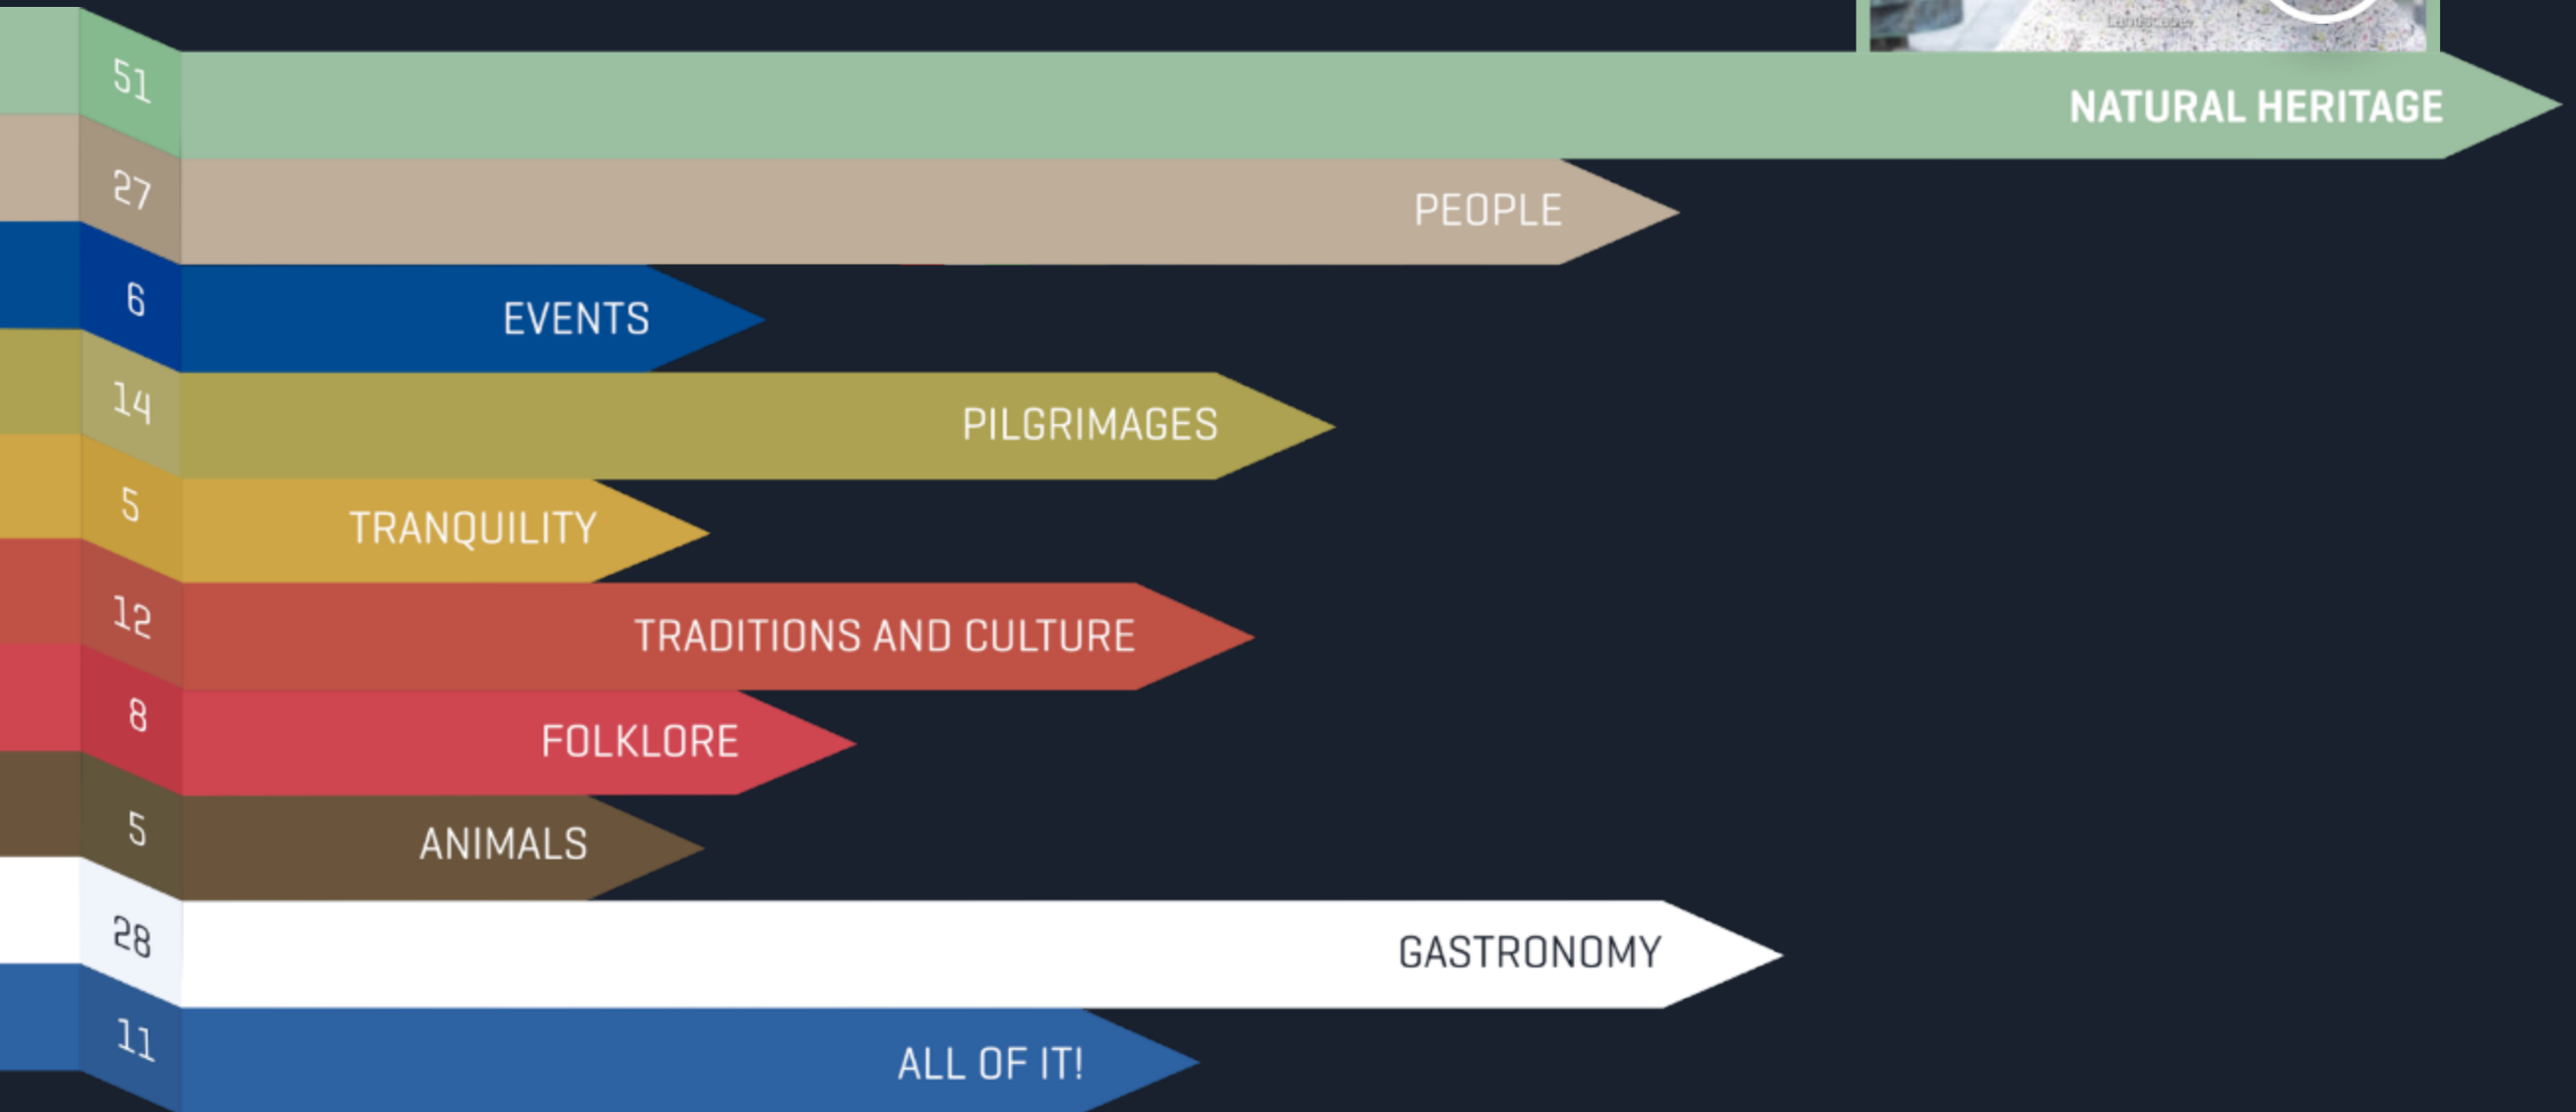 Landscape
51 NATURAL HERITAGE
27 PEOPLE
6 EVENTS
14 PILGRIMAGES
5 TRANQUILITY
12 TRADITIONS AND CULTURE
8 FOLKLORE
5 ANIMALS
28 GASTRONOMY
11 ALL OF IT!